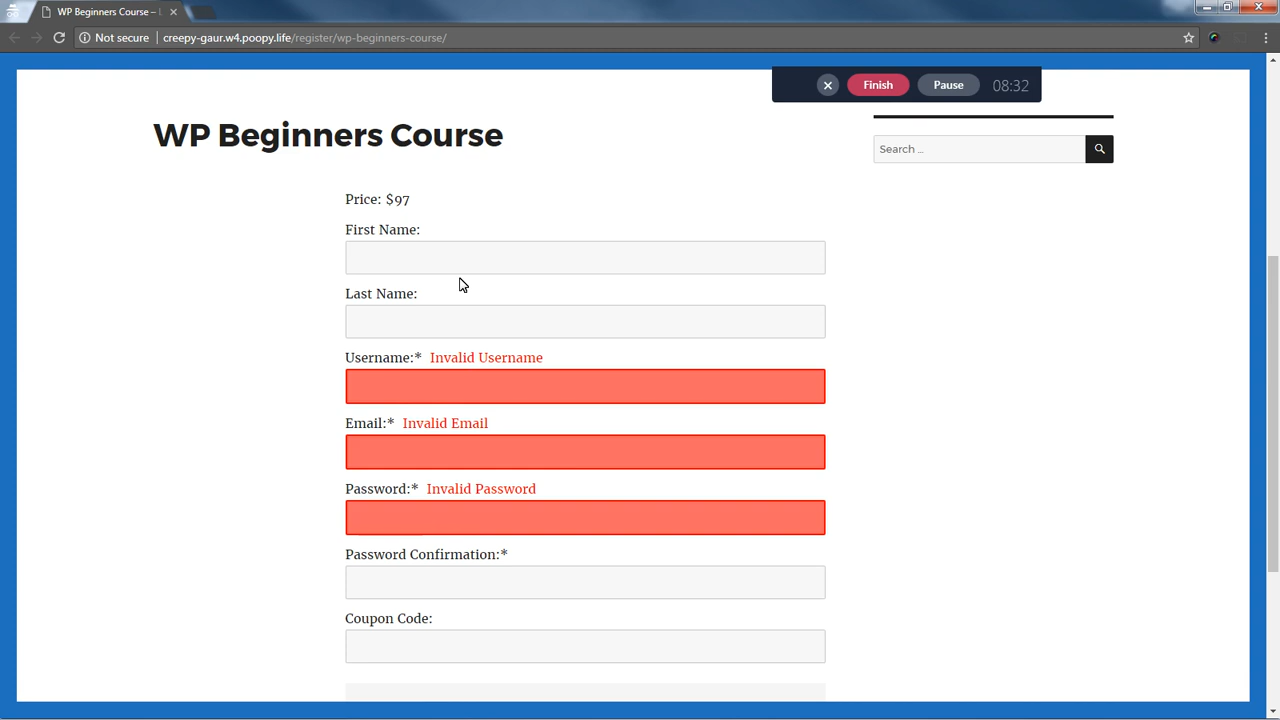 WP Beginners Course –
Not secure | creepy-gaur.w4.poopy.life/register/wp-beginners-course/
Finish
Pause
08:32
WP Beginners Course
Search ...
Price: $97
First Name:
Last Name:
Username:* Invalid Username
Email:* Invalid Email
Password:* Invalid Password
Password Confirmation:*
Coupon Code: